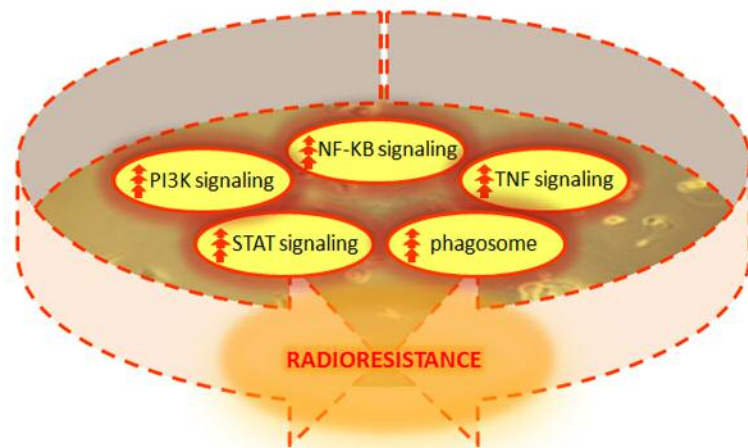 NF-KB signaling
PI3K signaling
TNF signaling
STAT signaling
phagosome
RADIORESISTANCE